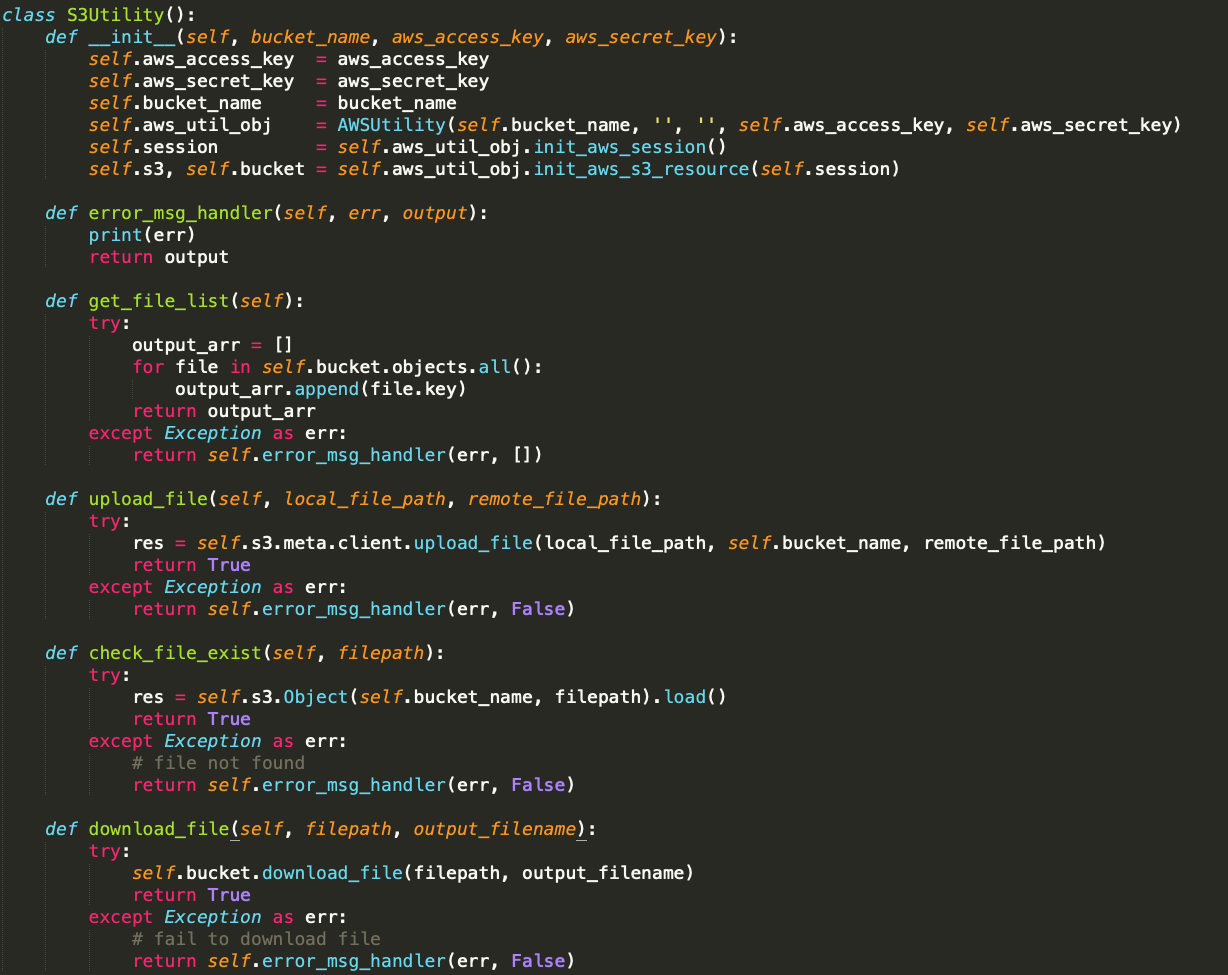 class S3Utility():
    def __init__(self, bucket_name, aws_access_key, aws_secret_key):
        self.aws_access_key  = aws_access_key
        self.aws_secret_key  = aws_secret_key
        self.bucket_name     = bucket_name
        self.aws_util_obj    = AWSUtility(self.bucket_name, '', '', self.aws_access_key, self.aws_secret_key)
        self.session         = self.aws_util_obj.init_aws_session()
        self.s3, self.bucket = self.aws_util_obj.init_aws_s3_resource(self.session)

    def error_msg_handler(self, err, output):
        print(err)
        return output

    def get_file_list(self):
        try:
            output_arr = []
            for file in self.bucket.objects.all():
                output_arr.append(file.key)
            return output_arr
        except Exception as err:
            return self.error_msg_handler(err, [])

    def upload_file(self, local_file_path, remote_file_path):
        try:
            res = self.s3.meta.client.upload_file(local_file_path, self.bucket_name, remote_file_path)
            return True
        except Exception as err:
            return self.error_msg_handler(err, False)

    def check_file_exist(self, filepath):
        try:
            res = self.s3.Object(self.bucket_name, filepath).load()
            return True
        except Exception as err:
            # file not found
            return self.error_msg_handler(err, False)

    def download_file(self, filepath, output_filename):
        try:
            self.bucket.download_file(filepath, output_filename)
            return True
        except Exception as err:
            # fail to download file
            return self.error_msg_handler(err, False)